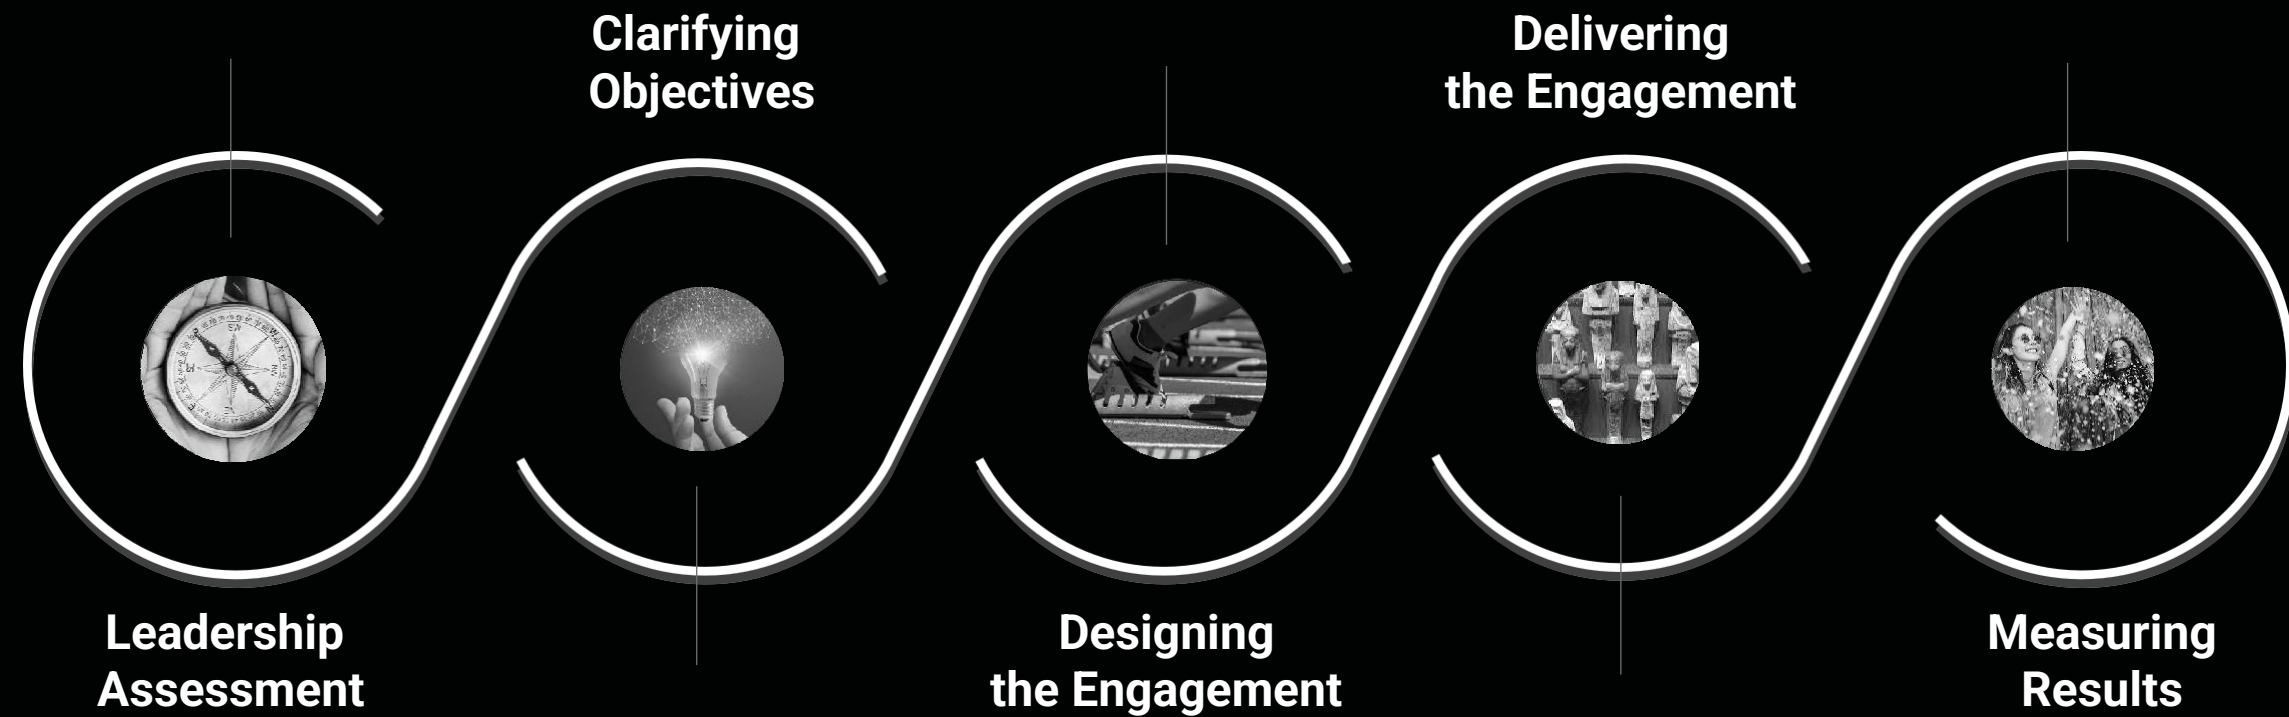 Leadership
Assessment
Clarifying
Objectives
Designing
the Engagement
Delivering
the Engagement
Measuring
Results